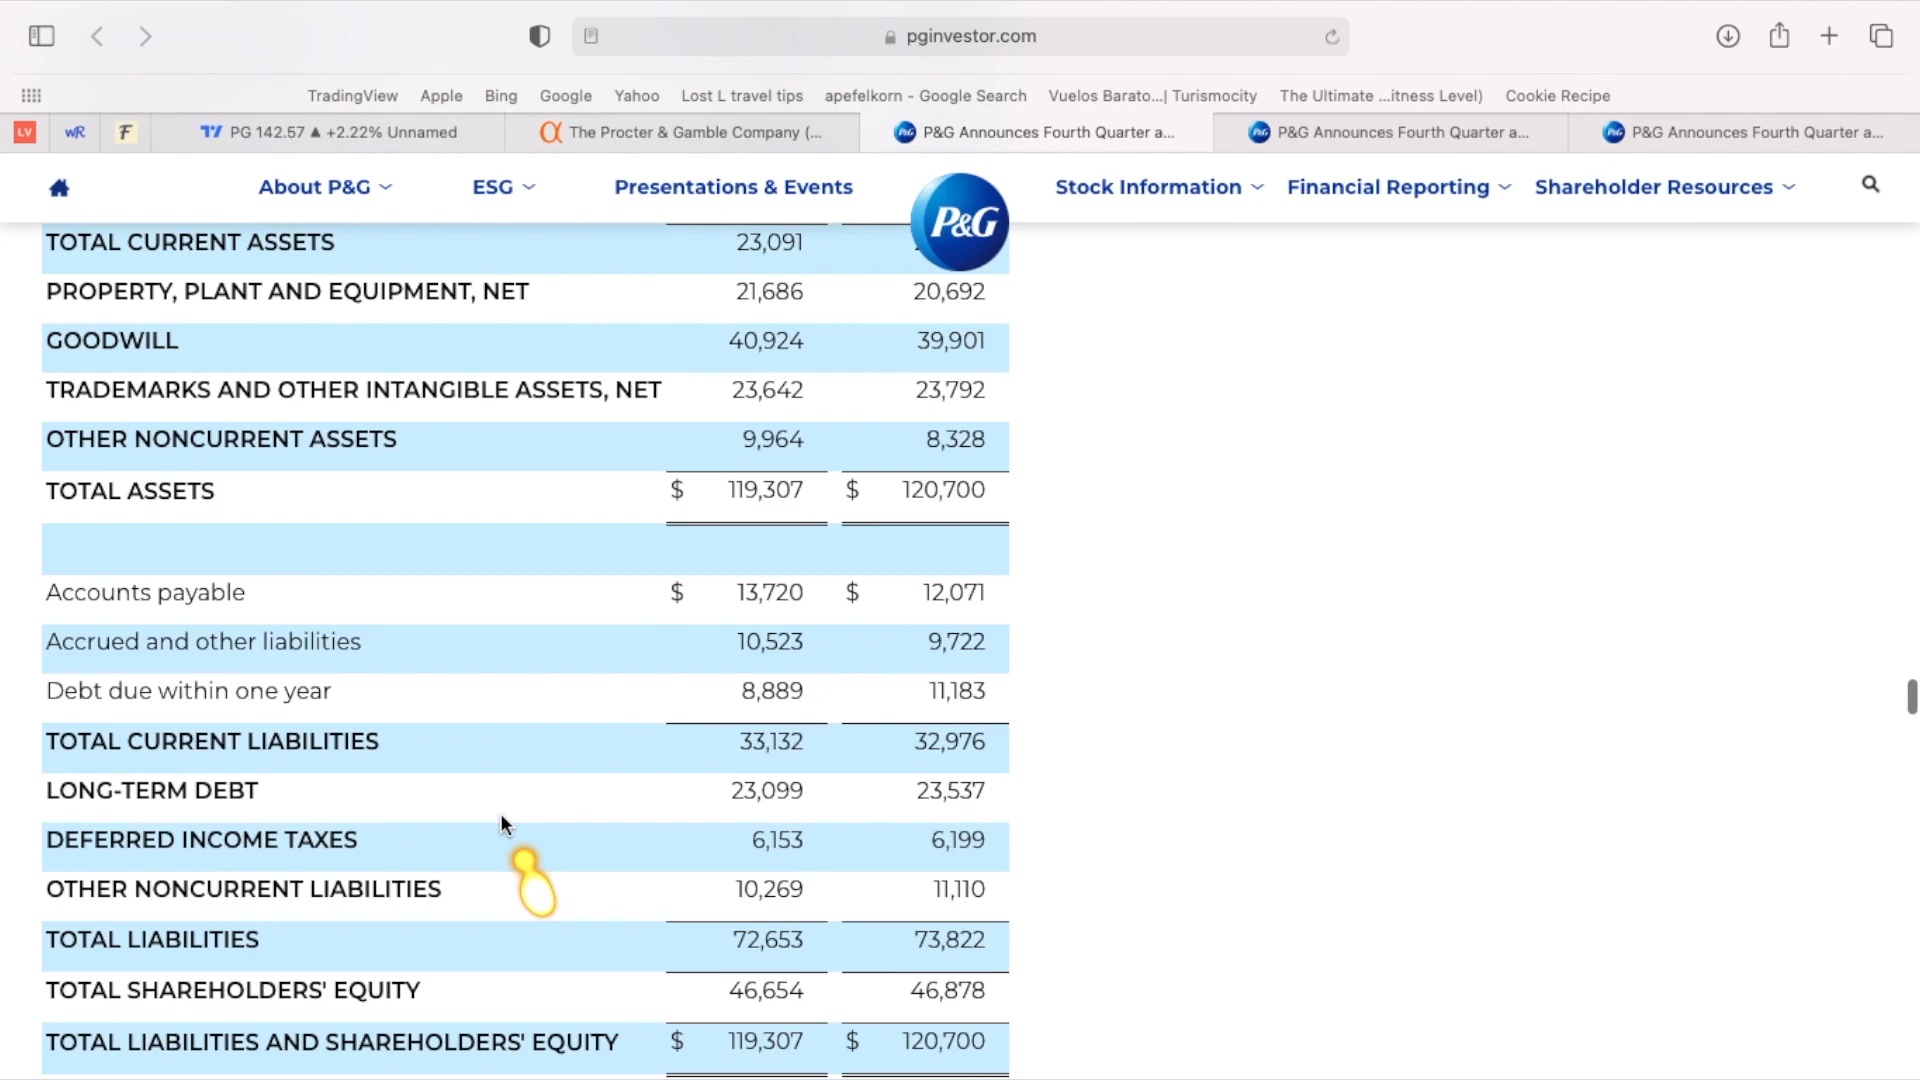 pginvestor.com
TradingView Apple Bing Google Yahoo Lost L travel tips apefelkorn - Google Search Vuelos Barato...| Turismocity The Ultimate ...itness Level) Cookie Recipe
LV wR F PG 142.57 ▲ +2.22% Unnamed The Procter & Gamble Company (... P&G Announces Fourth Quarter a... P&G Announces Fourth Quarter a... P&G Announces Fourth Quarter a...
About P&G ESG Presentations & Events P&G Stock Information Financial Reporting Shareholder Resources
TOTAL CURRENT ASSETS 23,091
PROPERTY, PLANT AND EQUIPMENT, NET 21,686 20,692
GOODWILL 40,924 39,901
TRADEMARKS AND OTHER INTANGIBLE ASSETS, NET 23,642 23,792
OTHER NONCURRENT ASSETS 9,964 8,328
TOTAL ASSETS $ 119,307 $ 120,700
Accounts payable $ 13,720 $ 12,071
Accrued and other liabilities 10,523 9,722
Debt due within one year 8,889 11,183
TOTAL CURRENT LIABILITIES 33,132 32,976
LONG-TERM DEBT 23,099 23,537
DEFERRED INCOME TAXES 6,153 6,199
OTHER NONCURRENT LIABILITIES 10,269 11,110
TOTAL LIABILITIES 72,653 73,822
TOTAL SHAREHOLDERS' EQUITY 46,654 46,878
TOTAL LIABILITIES AND SHAREHOLDERS' EQUITY $ 119,307 $ 120,700